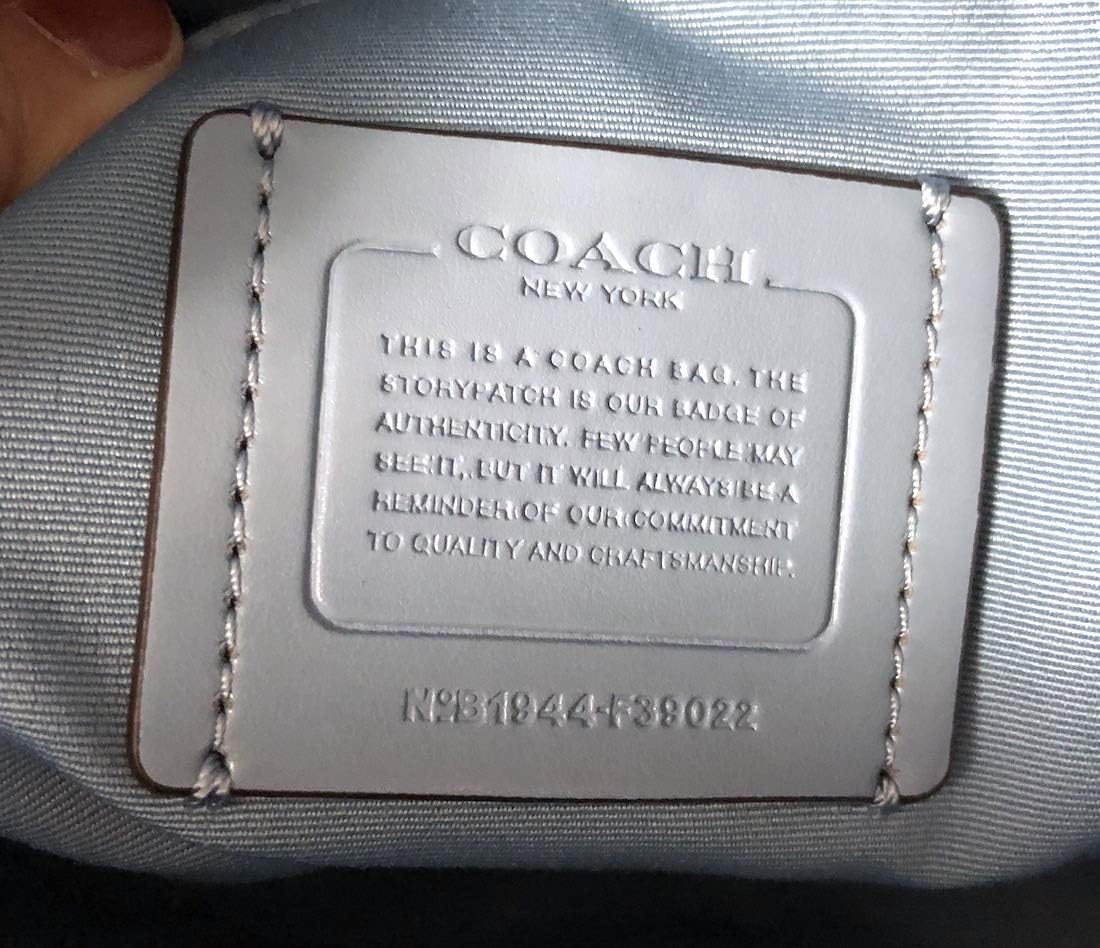 COACH
NEW YORK
THIS IS A COACH BAG. THE
STORYPATCH IS OUR BADGE OF
AUTHENTICITY. FEW PEOPLE MAY
SEE IT, BUT IT WILL ALWAYS BE A
REMINDER OF OUR COMMITMENT
TO QUALITY AND CRAFTSMANSHIP.
NºB1944-F39022